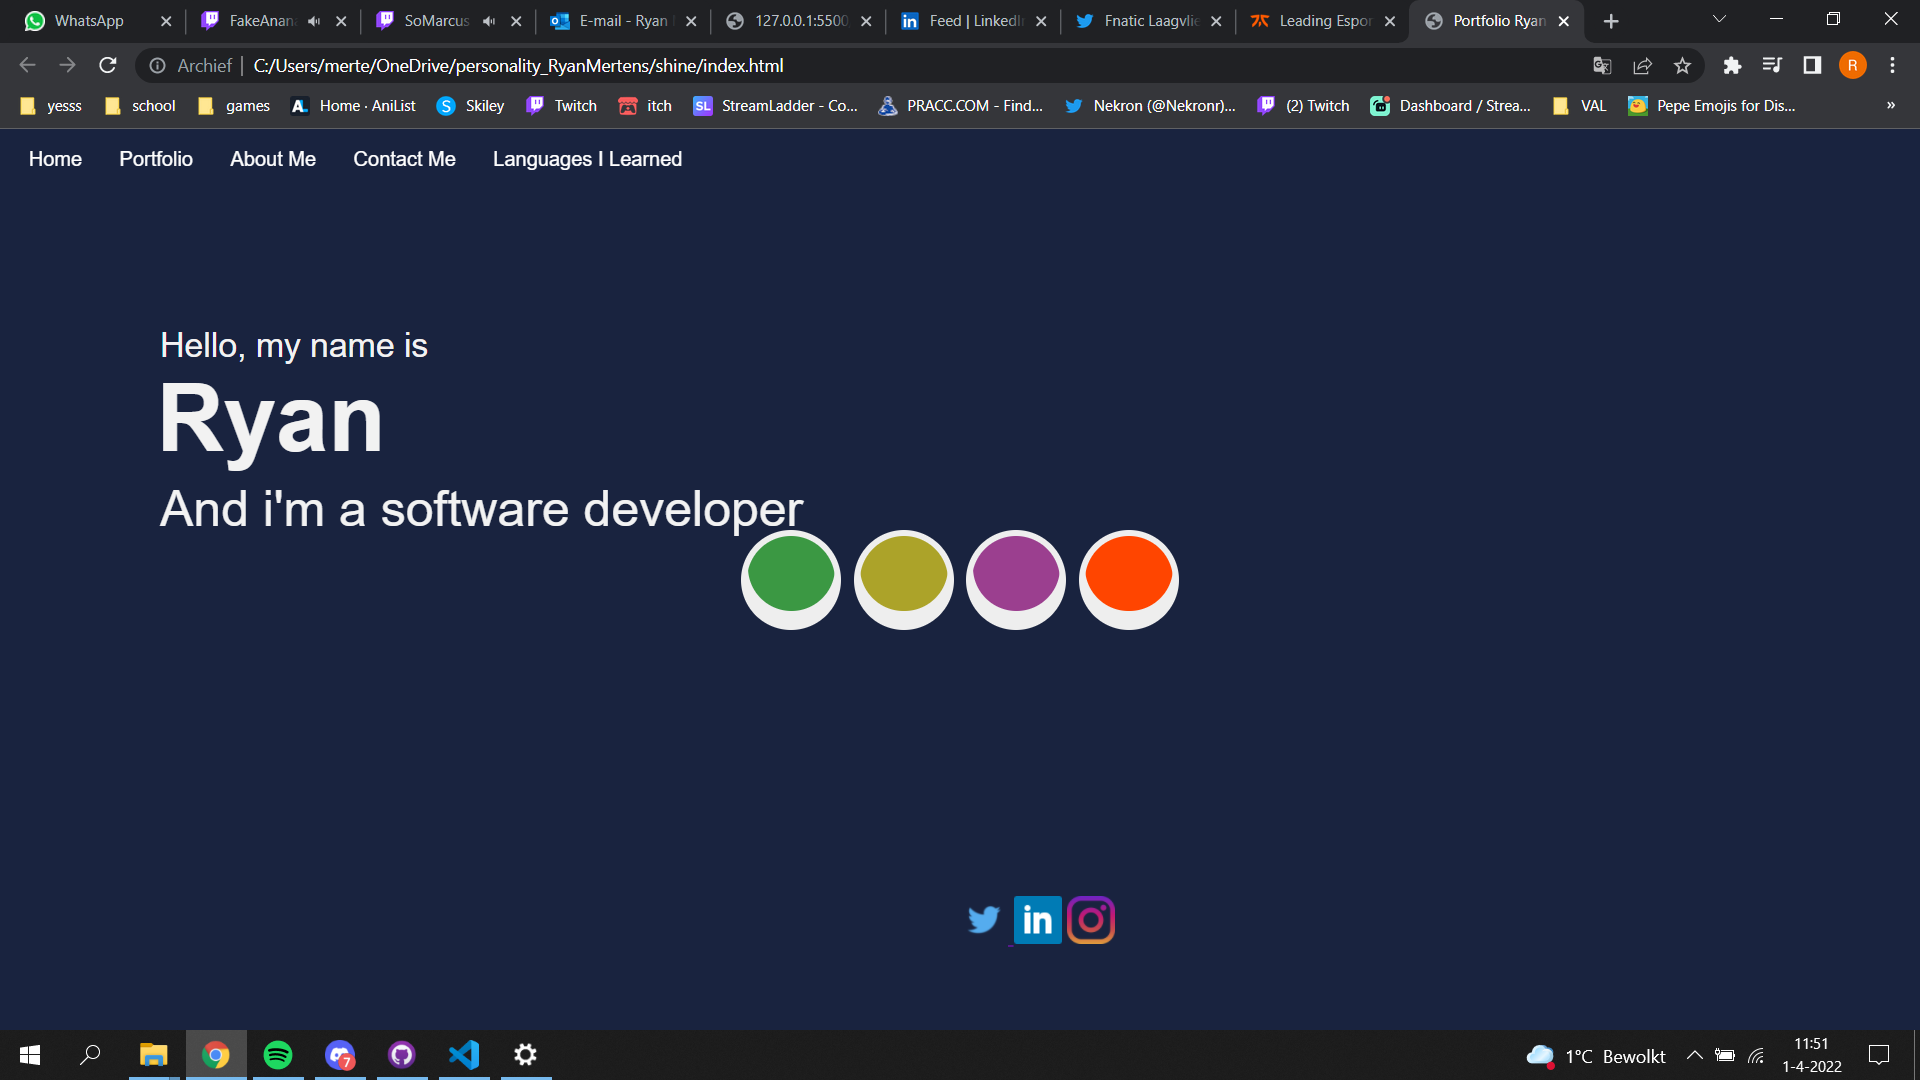 WhatsApp
FakeAnana
SoMarcus
E-mail - Ryan
127.0.0.1:5500
Feed | LinkedIn
Fnatic Laagvlie
Leading Espor
Portfolio Ryan
Archief | C:/Users/merte/OneDrive/personality_RyanMertens/shine/index.html
R
yesss
school
games
Home · AniList
Skiley
Twitch
itch
StreamLadder - Co...
PRACC.COM - Find...
Nekron (@Nekronr)...
(2) Twitch
Dashboard / Strea...
VAL
Pepe Emojis for Dis...
»
Home
Portfolio
About Me
Contact Me
Languages I Learned
Hello, my name is
Ryan
And i'm a software developer
in
7
1°C Bewolkt
11:51
1-4-2022